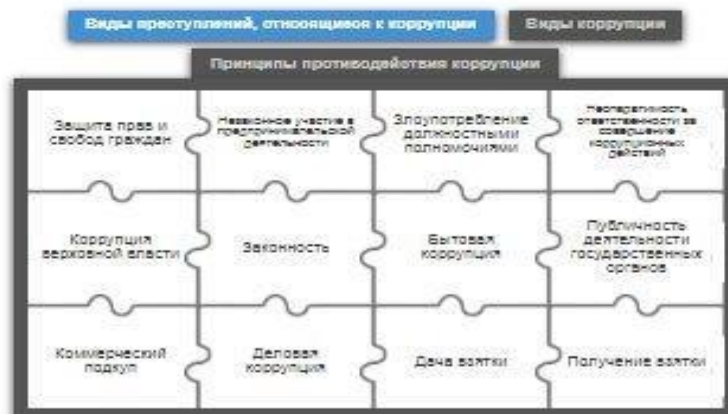 Виды преступлений, относящиеся к коррупции
Виды коррупции
Принципы противодействия коррупции
Защита прав и
свобод граждан
Незаконное участие в
предпринимательской
деятельности
Злоупотребление
должностными
полномочиями
Неотвратимость
ответственности за
совершение
коррупционных
действий
Коррупция
верховной власти
Законность
Бытовая
коррупция
Публичность
деятельности
государственных
органов
Коммерческий
подкуп
Деловая
коррупция
Дача взятки
Получение взятки